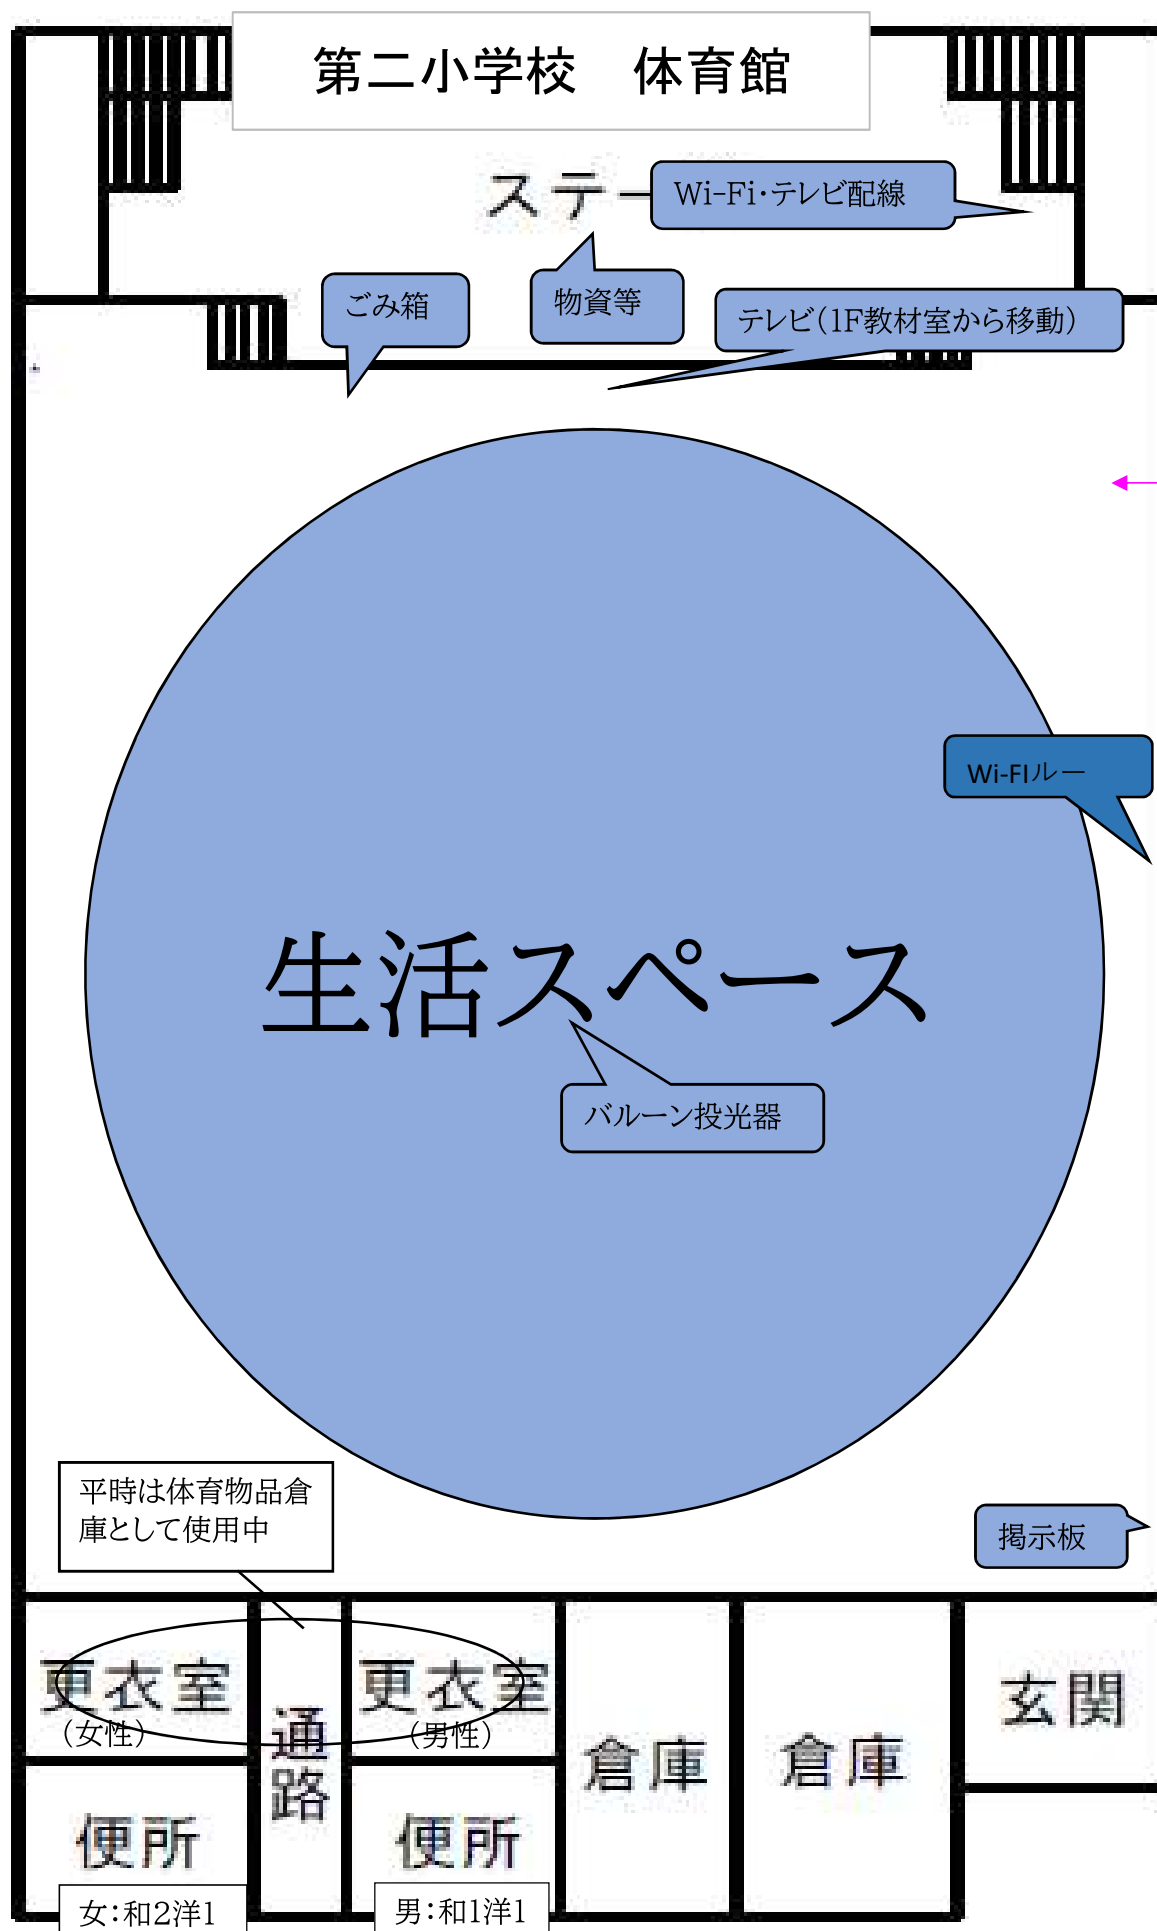 第二小学校　体育館
ステー
Wi-Fi・テレビ配線
ごみ箱
物資等
テレビ（1F教材室から移動）
Wi-FIルー
生活スペース
バルーン投光器
平時は体育物品倉
庫として使用中
掲示板
更衣室
（女性）
通路
更衣室
（男性）
倉庫
倉庫
玄関
便所
便所
女：和2洋1
男：和1洋1